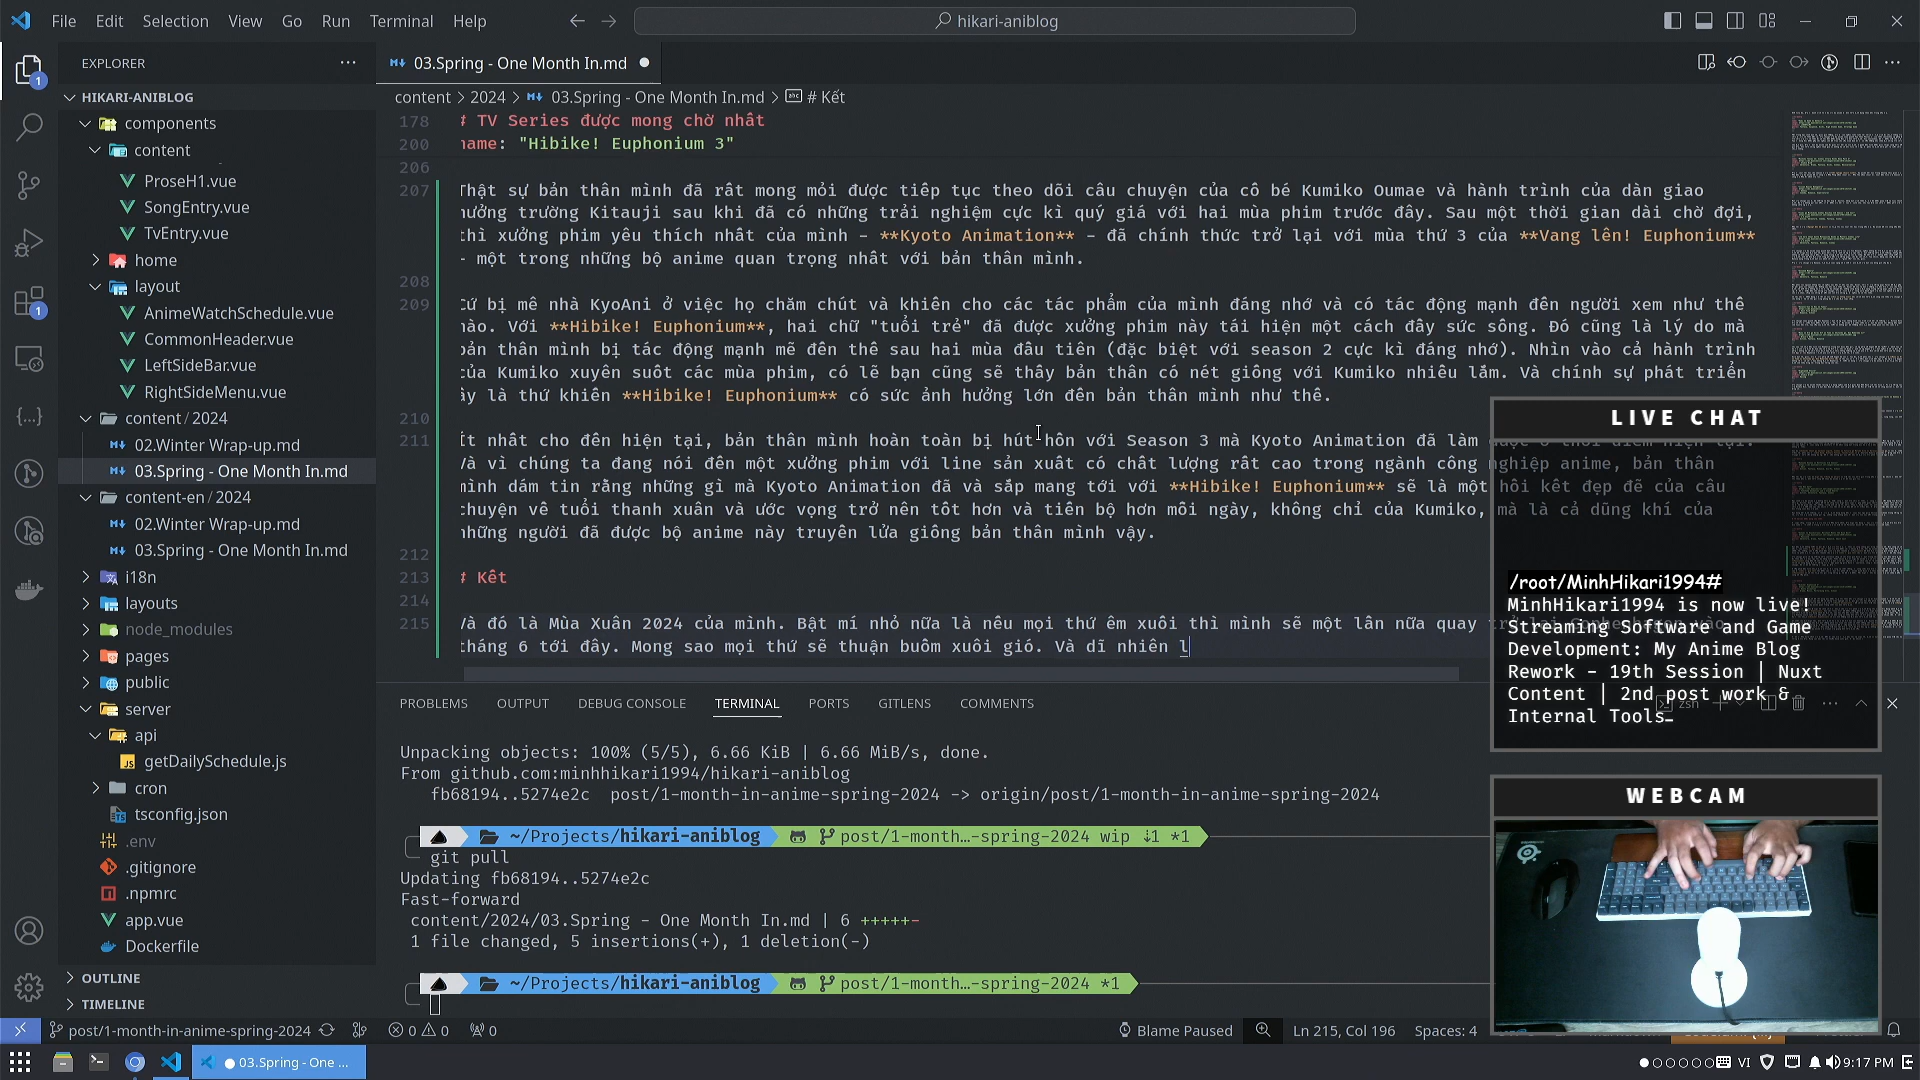 File Edit Selection View Go Run Terminal Help
hikari-aniblog
EXPLORER
HIKARI-ANIBLOG
components
content
ProseH1.vue
SongEntry.vue
TvEntry.vue
home
layout
AnimeWatchSchedule.vue
CommonHeader.vue
LeftSideBar.vue
RightSideMenu.vue
content / 2024
02.Winter Wrap-up.md
03.Spring - One Month In.md
content-en / 2024
02.Winter Wrap-up.md
03.Spring - One Month In.md
i18n
layouts
node_modules
pages
public
server
api
getDailySchedule.js
cron
tsconfig.json
.env
.gitignore
.npmrc
app.vue
Dockerfile
OUTLINE
TIMELINE
03.Spring - One Month In.md
content > 2024 > 03.Spring - One Month In.md > # Kết
178 # TV Series được mong chờ nhất
200 name: "Hibike! Euphonium 3"
206
207 Thật sự bản thân mình đã rất mong mỏi được tiếp tục theo dõi câu chuyện của cô bé Kumiko Oumae và hành trình của dàn giao
hưởng trường Kitauji sau khi đã có những trải nghiệm cực kì quý giá với hai mùa phim trước đây. Sau một thời gian dài chờ đợi,
thì xưởng phim yêu thích nhất của mình - **Kyoto Animation** - đã chính thức trở lại với mùa thứ 3 của **Vang lên! Euphonium**
- một trong những bộ anime quan trọng nhất với bản thân mình.
208
209 Cứ bị mê nhà KyoAni ở việc họ chăm chút và khiến cho các tác phẩm của mình đáng nhớ và có tác động mạnh đến người xem như thế
nào. Với **Hibike! Euphonium**, hai chữ "tuổi trẻ" đã được xưởng phim này tái hiện một cách đầy sức sống. Đó cũng là lý do mà
bản thân mình bị tác động mạnh mẽ đến thế sau hai mùa đầu tiên (đặc biệt với season 2 cực kì đáng nhớ). Nhìn vào cả hành trình
của Kumiko xuyên suốt các mùa phim, có lẽ bạn cũng sẽ thấy bản thân có nét giống với Kumiko nhiều lắm. Và chính sự phát triển
ấy là thứ khiến **Hibike! Euphonium** có sức ảnh hưởng lớn đến bản thân mình như thế.
210
211 Ít nhất cho đến hiện tại, bản thân mình hoàn toàn bị hút hồn với Season 3 mà Kyoto Animation đã làm được ở thời điểm hiện tại.
Và vì chúng ta đang nói đến một xưởng phim với line sản xuất có chất lượng rất cao trong ngành công nghiệp anime, bản thân
mình dám tin rằng những gì mà Kyoto Animation đã và sắp mang tới với **Hibike! Euphonium** sẽ là một hồi kết đẹp đẽ của câu
chuyện về tuổi thanh xuân và ước vọng trở nên tốt hơn và tiến bộ hơn mỗi ngày, không chỉ của Kumiko, mà là cả dũng khí của
những người đã được bộ anime này truyền lửa giống bản thân mình vậy.
212
213 # Kết
214
215 Và đó là Mùa Xuân 2024 của mình. Bật mí nhỏ nữa là nếu mọi thứ êm xuôi thì mình sẽ một lần nữa quay trở lại Copenhagen vào
tháng 6 tới đây. Mong sao mọi thứ sẽ thuận buồm xuôi gió. Và dĩ nhiên l
PROBLEMS OUTPUT DEBUG CONSOLE TERMINAL PORTS GITLENS COMMENTS
zsh
Unpacking objects: 100% (5/5), 6.66 KiB | 6.66 MiB/s, done.
From github.com:minhhikari1994/hikari-aniblog
fb68194..5274e2c post/1-month-in-anime-spring-2024 -> origin/post/1-month-in-anime-spring-2024
~/Projects/hikari-aniblog post/1-month…-spring-2024 wip ⇣1 *1
git pull
Updating fb68194..5274e2c
Fast-forward
content/2024/03.Spring - One Month In.md | 6 +++++-
1 file changed, 5 insertions(+), 1 deletion(-)
~/Projects/hikari-aniblog post/1-month…-spring-2024 *1
LIVE CHAT
/root/MinhHikari1994#
MinhHikari1994 is now live!
Streaming Software and Game
Development: My Anime Blog
Rework - 19th Session | Nuxt
Content | 2nd post work &
Internal Tools_
WEBCAM
post/1-month-in-anime-spring-2024 0 0 0
Blame Paused Ln 215, Col 196 Spaces: 4
03.Spring - One ...
VI 9:17 PM